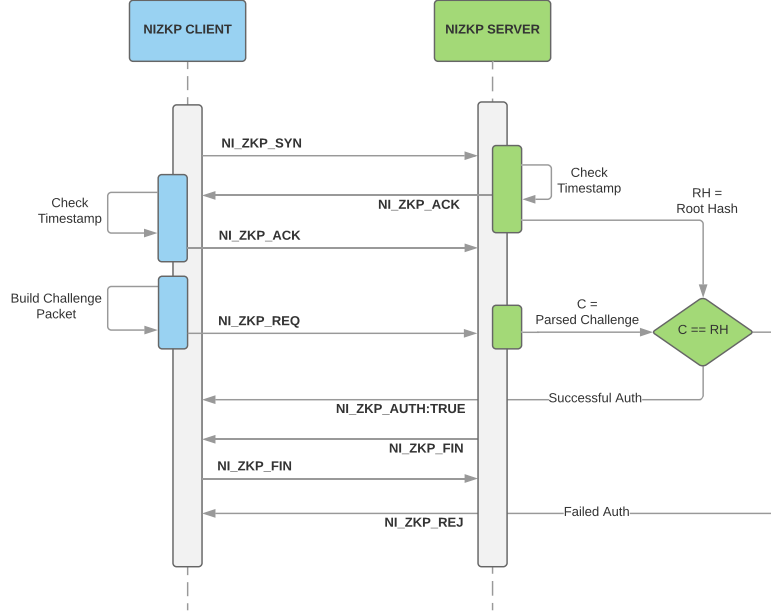 NIZKP CLIENT
NIZKP SERVER
NI_ZKP_SYN
Check
Timestamp
RH =
Root Hash
NI_ZKP_ACK
Check
Timestamp
NI_ZKP_ACK
Build Challenge
Packet
NI_ZKP_REQ
C =
Parsed Challenge
C == RH
Successful Auth
NI_ZKP_AUTH:TRUE
NI_ZKP_FIN
NI_ZKP_FIN
Failed Auth
NI_ZKP_REJ